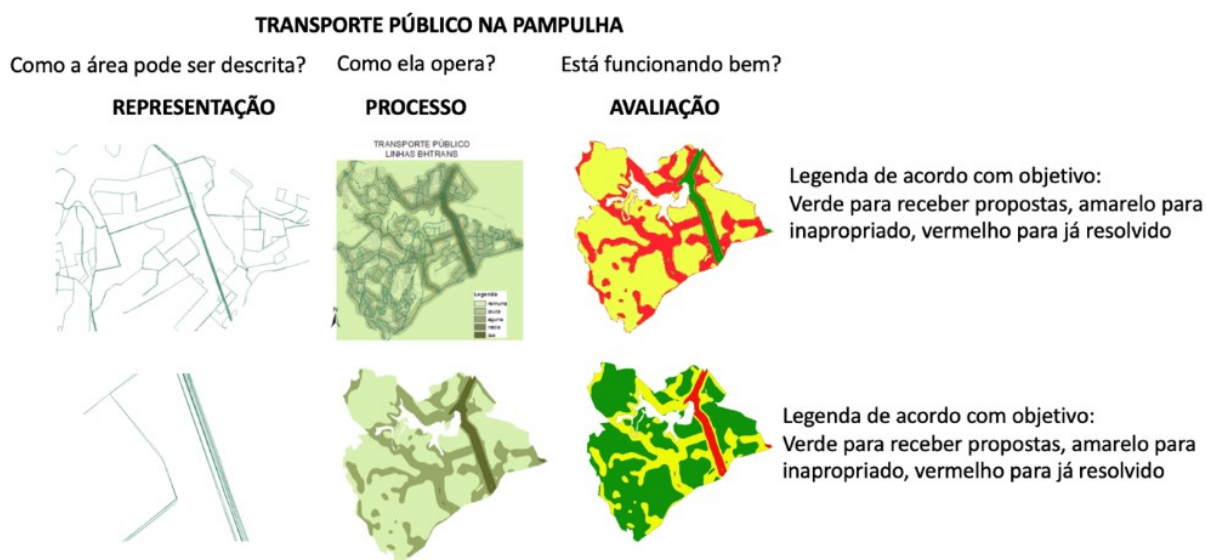 TRANSPORTE PÚBLICO NA PAMPULHA
Como a área pode ser descrita?
Como ela opera?
Está funcionando bem?
REPRESENTAÇÃO
PROCESSO
AVALIAÇÃO
TRANSPORTE PÚBLICO
LINHAS BHTRANS
Legenda
Legenda de acordo com objetivo:
Verde para receber propostas, amarelo para
inapropriado, vermelho para já resolvido
Legenda de acordo com objetivo:
Verde para receber propostas, amarelo para
inapropriado, vermelho para já resolvido